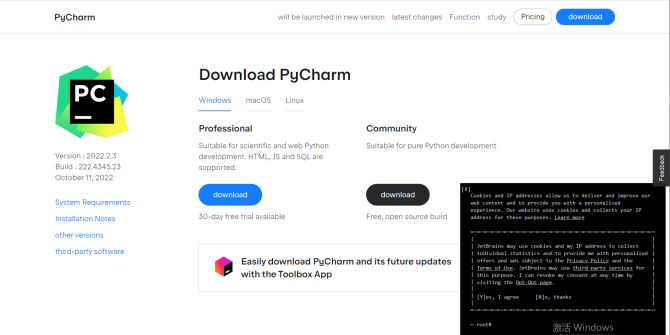 PyCharm
will be launched in new version latest changes Function study Pricing download
PC
Version : 2022.2.3
Build : 222.4345.23
October 11, 2022
System Requirements
Installation Notes
other versions
third-party software
Download PyCharm
Windows macOS Linux
Professional
Suitable for scientific and web Python
development. HTML, JS and SQL are
supported.
download
30-day free trial available
Community
Suitable for pure Python development
download
Free, open source build
Easily download PyCharm and its future updates
with the Toolbox App
Feedback
[X]
Cookies and IP addresses allow us to deliver and improve our
web content and to provide you with a personalized
experience. Our website uses cookies and collects your IP
address for these purposes. Learn more
JetBrains may use cookies and my IP address to collect
individual statistics and to provide me with personalized
offers and ads subject to the Privacy Policy and the
Terms of Use. JetBrains may use third-party services for
this purpose. I can revoke my consent at any time by
visiting the Opt-Out page.
[Y]es, I agree [N]o, thanks
~ root#
激活 Windows